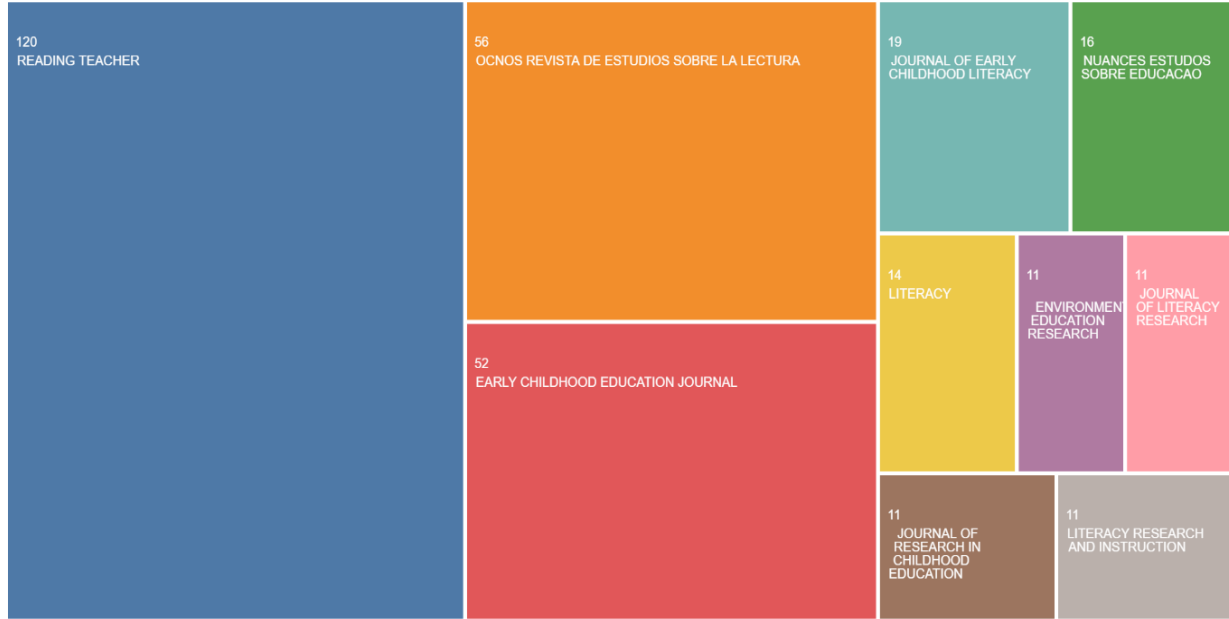 120
READING TEACHER
56
OCNOS REVISTA DE ESTUDIOS SOBRE LA LECTURA
52
EARLY CHILDHOOD EDUCATION JOURNAL
19
JOURNAL OF EARLY
CHILDHOOD LITERACY
16
NUANCES ESTUDOS
SOBRE EDUCACAO
14
LITERACY
11
ENVIRONMEN
EDUCATION
RESEARCH
11
JOURNAL
OF LITERACY
RESEARCH
11
JOURNAL OF
RESEARCH IN
CHILDHOOD
EDUCATION
11
LITERACY RESEARCH
AND INSTRUCTION